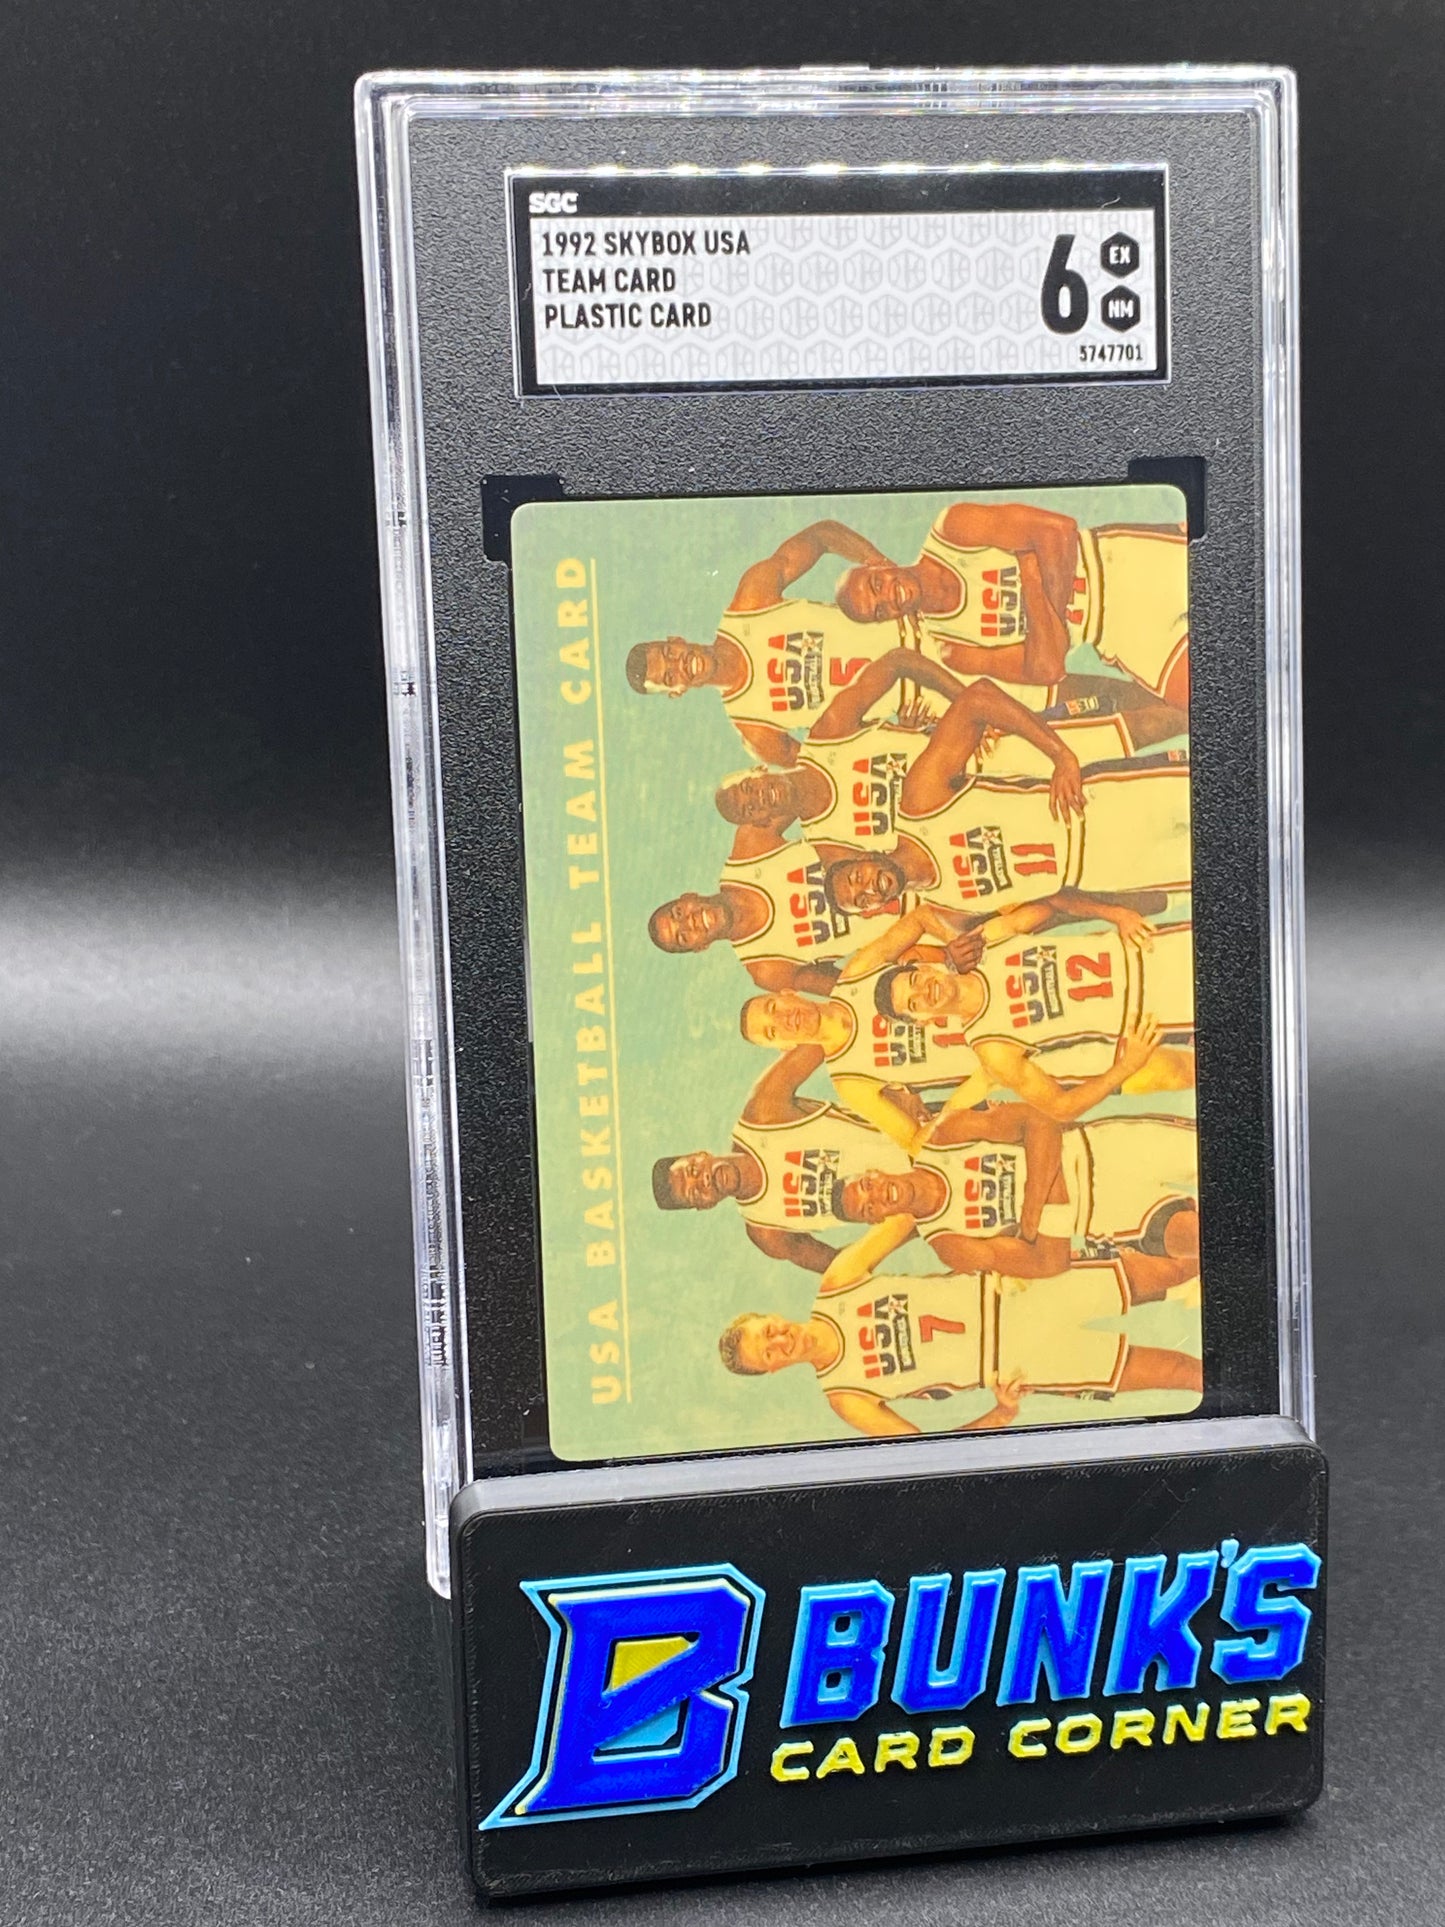 SGC
1992 SKYBOX USA
TEAM CARD
PLASTIC CARD
6
EX
NM
5747701
USA BASKETBALL TEAM CARD
USA
5
USA
USA
USA
USA
11
USA
USA
12
USA
USA
USA
7
B
BUNK'S
CARD CORNER